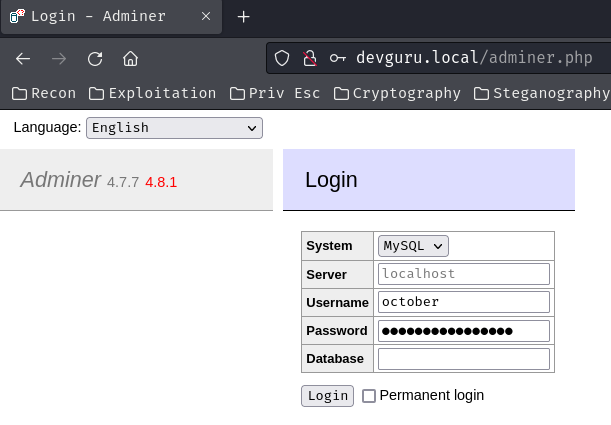 Login - Adminer
devguru.local/adminer.php
Recon Exploitation Priv Esc Cryptography Steganography
Language: English
Adminer 4.7.7 4.8.1
Login
System MySQL
Server localhost
Username october
Password ●●●●●●●●●●●●●●●●
Database
Login Permanent login